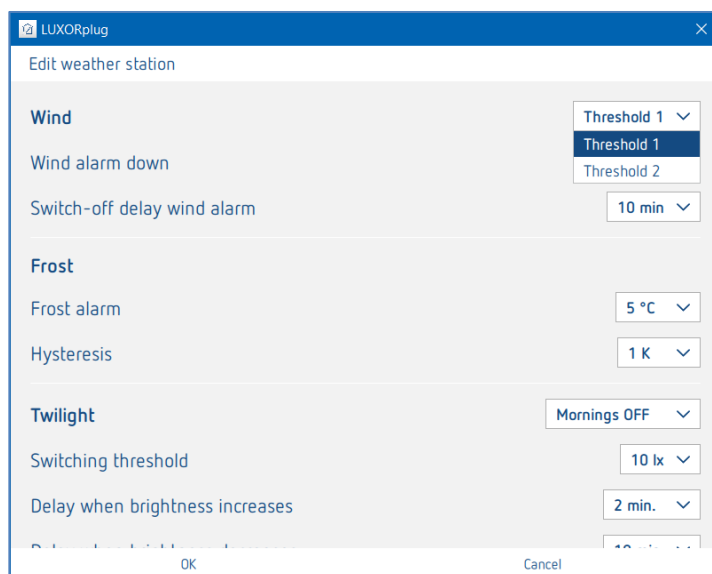 LUXORplug
Edit weather station
Wind Threshold 1
Threshold 1
Wind alarm down
Threshold 2
Switch-off delay wind alarm 10 min
Frost
Frost alarm 5 °C
Hysteresis 1 K
Twilight Mornings OFF
Switching threshold 10 lx
Delay when brightness increases 2 min.
OK Cancel